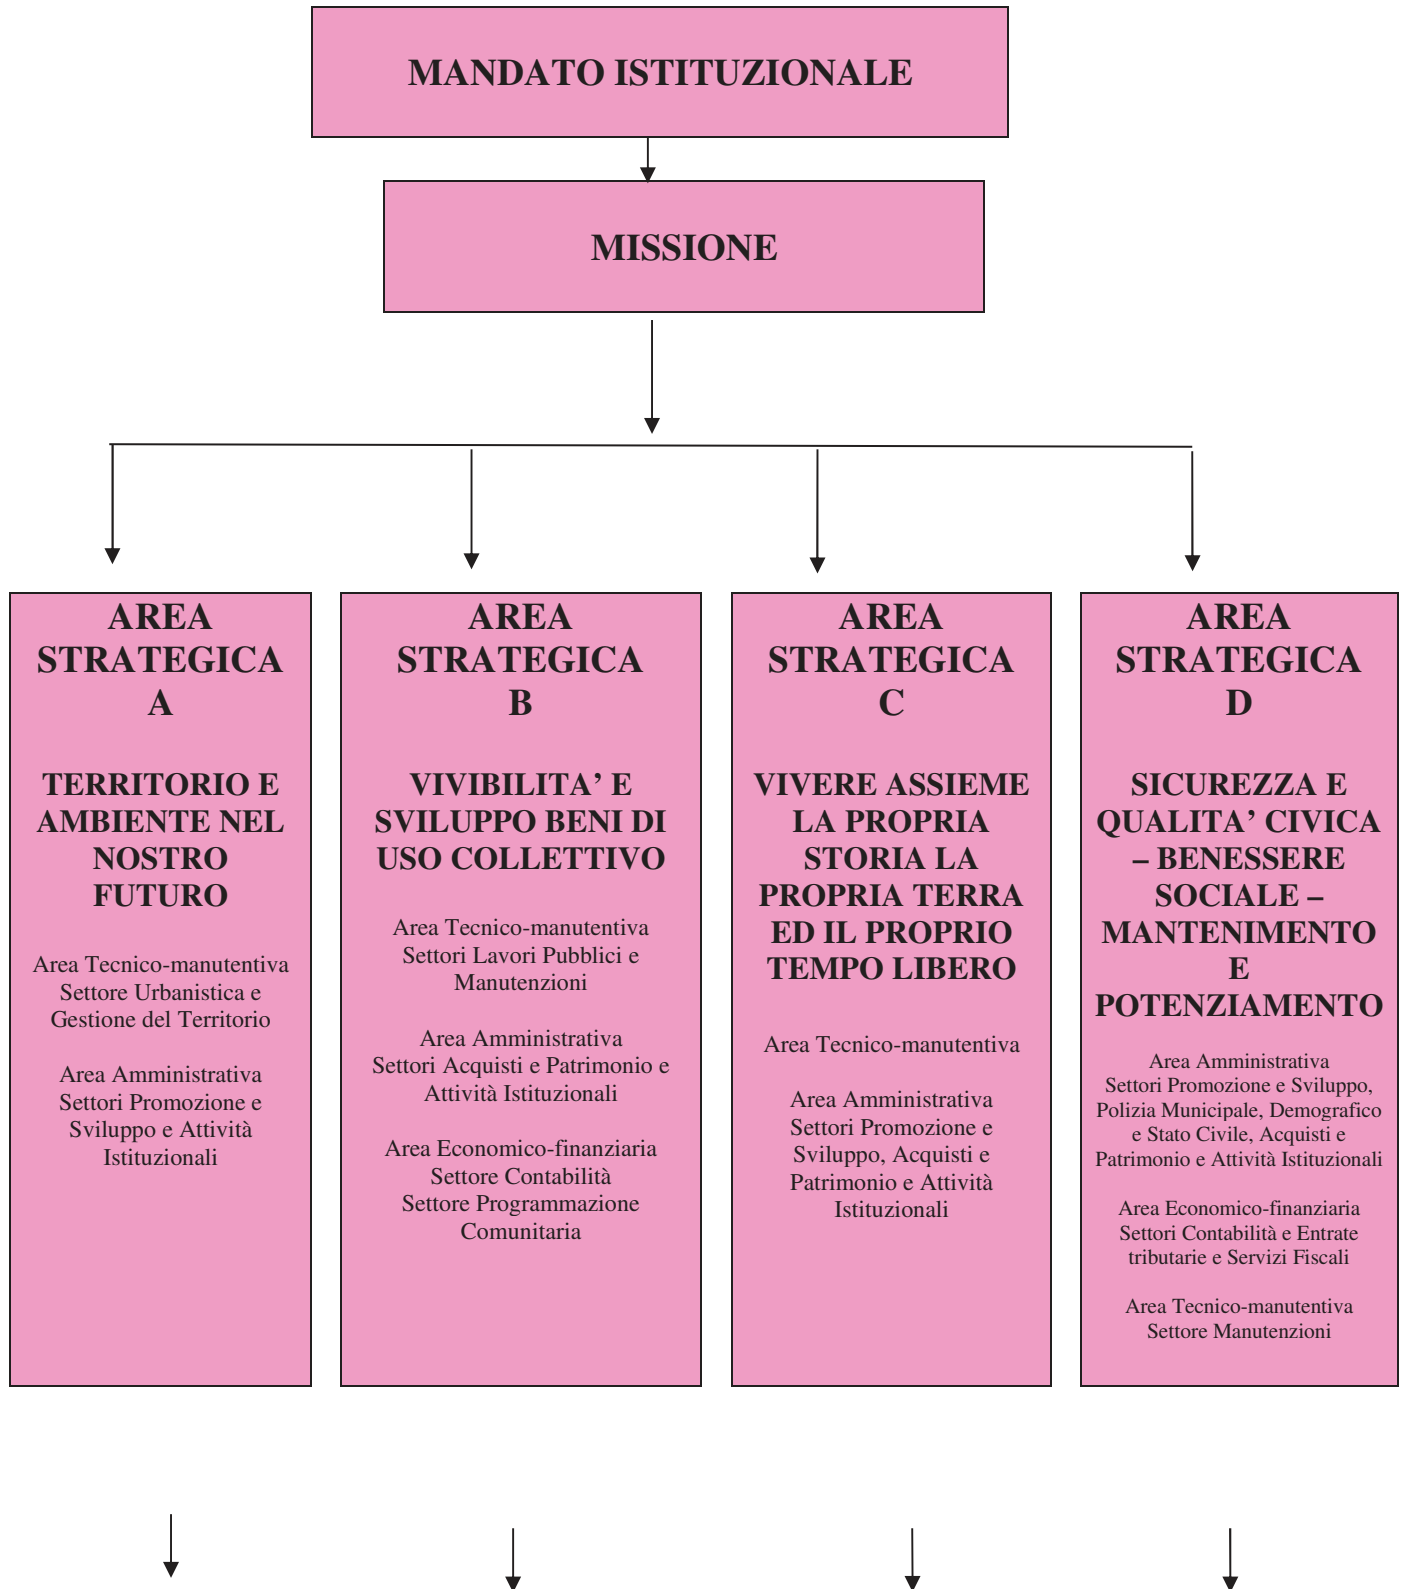 MANDATO ISTITUZIONALE
MISSIONE
AREA
STRATEGICA
A
TERRITORIO E
AMBIENTE NEL
NOSTRO
FUTURO
Area Tecnico-manutentiva
Settore Urbanistica e
Gestione del Territorio
Area Amministrativa
Settori Promozione e
Sviluppo e Attività
Istituzionali
AREA
STRATEGICA
B
VIVIBILITA’ E
SVILUPPO BENI DI
USO COLLETTIVO
Area Tecnico-manutentiva
Settori Lavori Pubblici e
Manutenzioni
Area Amministrativa
Settori Acquisti e Patrimonio e
Attività Istituzionali
Area Economico-finanziaria
Settore Contabilità
Settore Programmazione
Comunitaria
AREA
STRATEGICA
C
VIVERE ASSIEME
LA PROPRIA
STORIA LA
PROPRIA TERRA
ED IL PROPRIO
TEMPO LIBERO
Area Tecnico-manutentiva
Area Amministrativa
Settori Promozione e
Sviluppo, Acquisti e
Patrimonio e Attività
Istituzionali
AREA
STRATEGICA
D
SICUREZZA E
QUALITA’ CIVICA
– BENESSERE
SOCIALE –
MANTENIMENTO
E
POTENZIAMENTO
Area Amministrativa
Settori Promozione e Sviluppo,
Polizia Municipale, Demografico
e Stato Civile, Acquisti e
Patrimonio e Attività Istituzionali
Area Economico-finanziaria
Settori Contabilità e Entrate
tributarie e Servizi Fiscali
Area Tecnico-manutentiva
Settore Manutenzioni